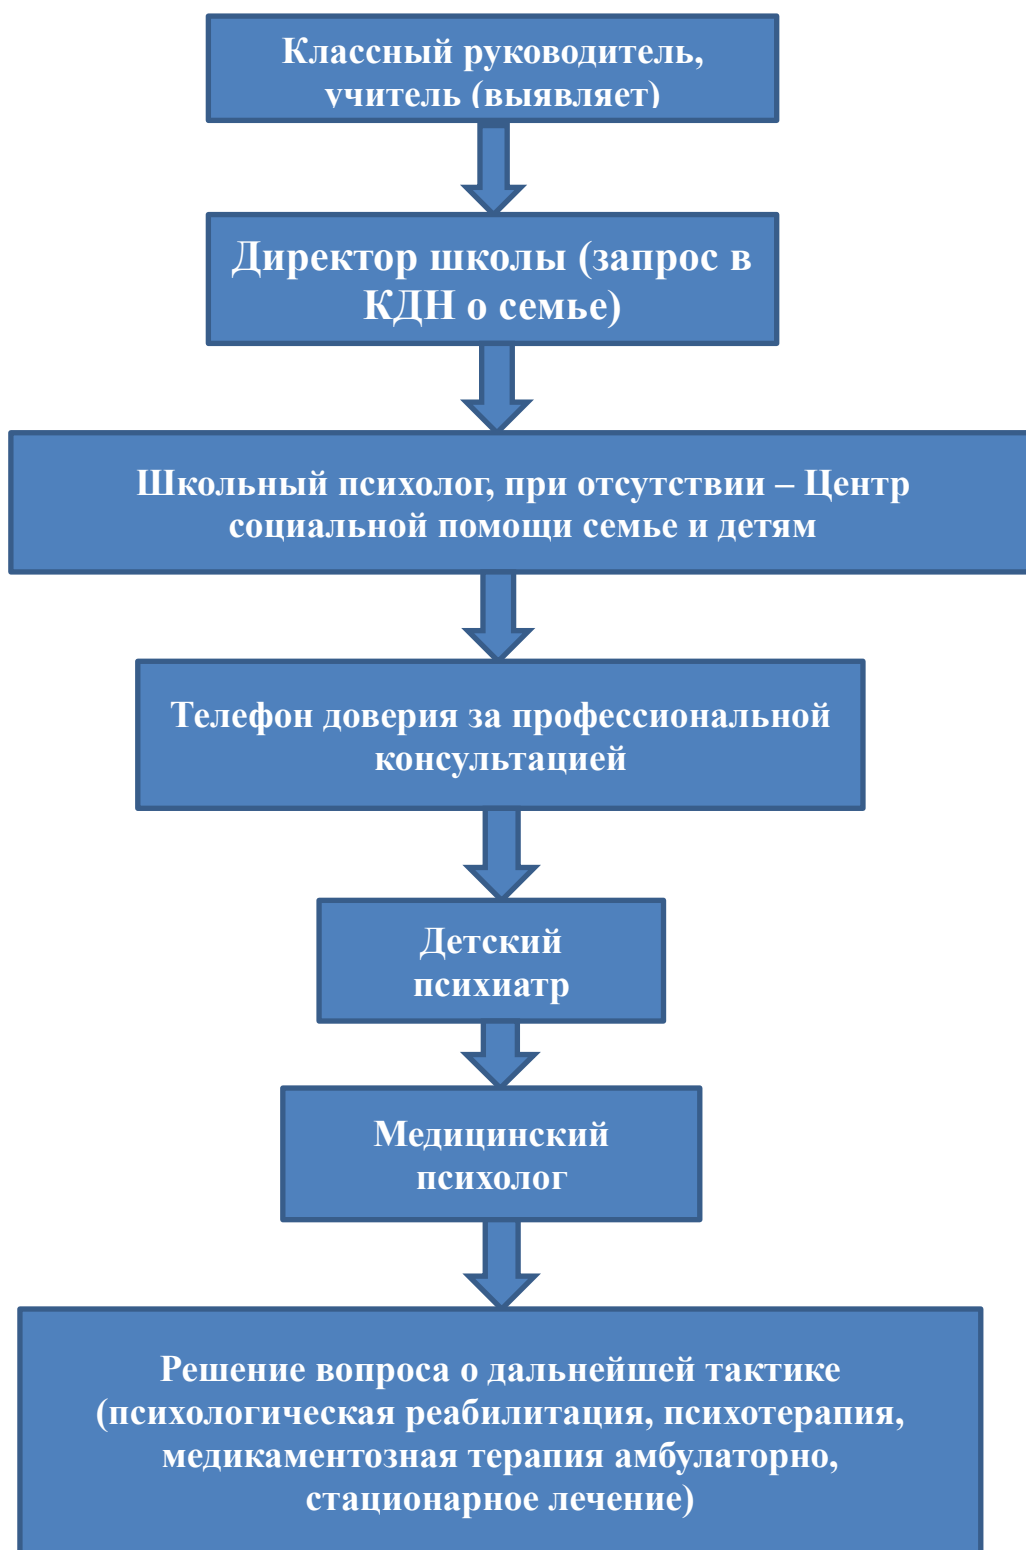 Классный руководитель,
учитель (выявляет)
Директор школы (запрос в
КДН о семье)
Школьный психолог, при отсутствии – Центр
социальной помощи семье и детям
Телефон доверия за профессиональной
консультацией
Детский
психиатр
Медицинский
психолог
Решение вопроса о дальнейшей тактике
(психологическая реабилитация, психотерапия,
медикаментозная терапия амбулаторно,
стационарное лечение)